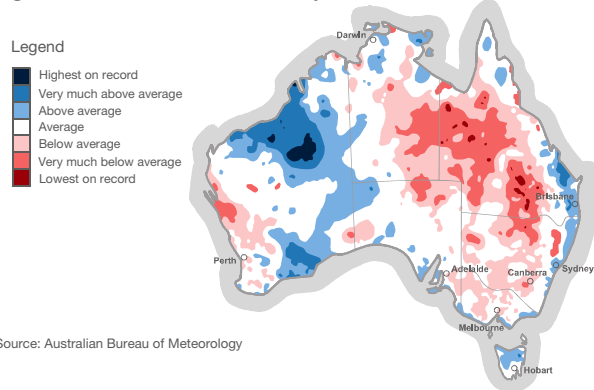 Legend
Highest on record
Very much above average
Above average
Average
Below average
Very much below average
Lowest on record
Darwin
Brisbane
Perth
Adelaide
Canberra
Sydney
Melbourne
Hobart
Source: Australian Bureau of Meteorology